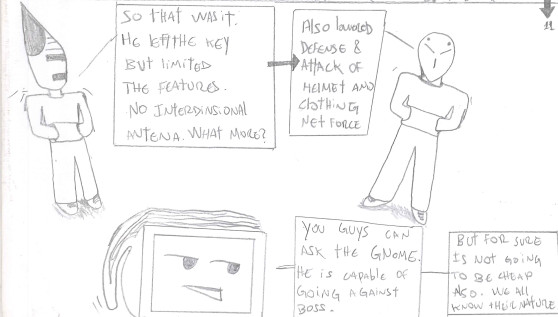 SO THAT WAS IT.
HE LEFT THE KEY
BUT LIMITED
THE FEATURES.
NO INTERDINSIONAL
ANTENA. WHAT MORE?
ALSO LOWERED
DEFENSE &
ATTACK OF
HELMET AND
CLOTHING
NET FORCE
11
YOU GUYS CAN
ASK THE GNOME.
HE IS CAPABLE OF
GOING AGAINST
BOSS.
BUT FOR SURE
IS NOT GOING
TO BE CHEAP
ALSO. WE ALL
KNOW THEIR NATURE